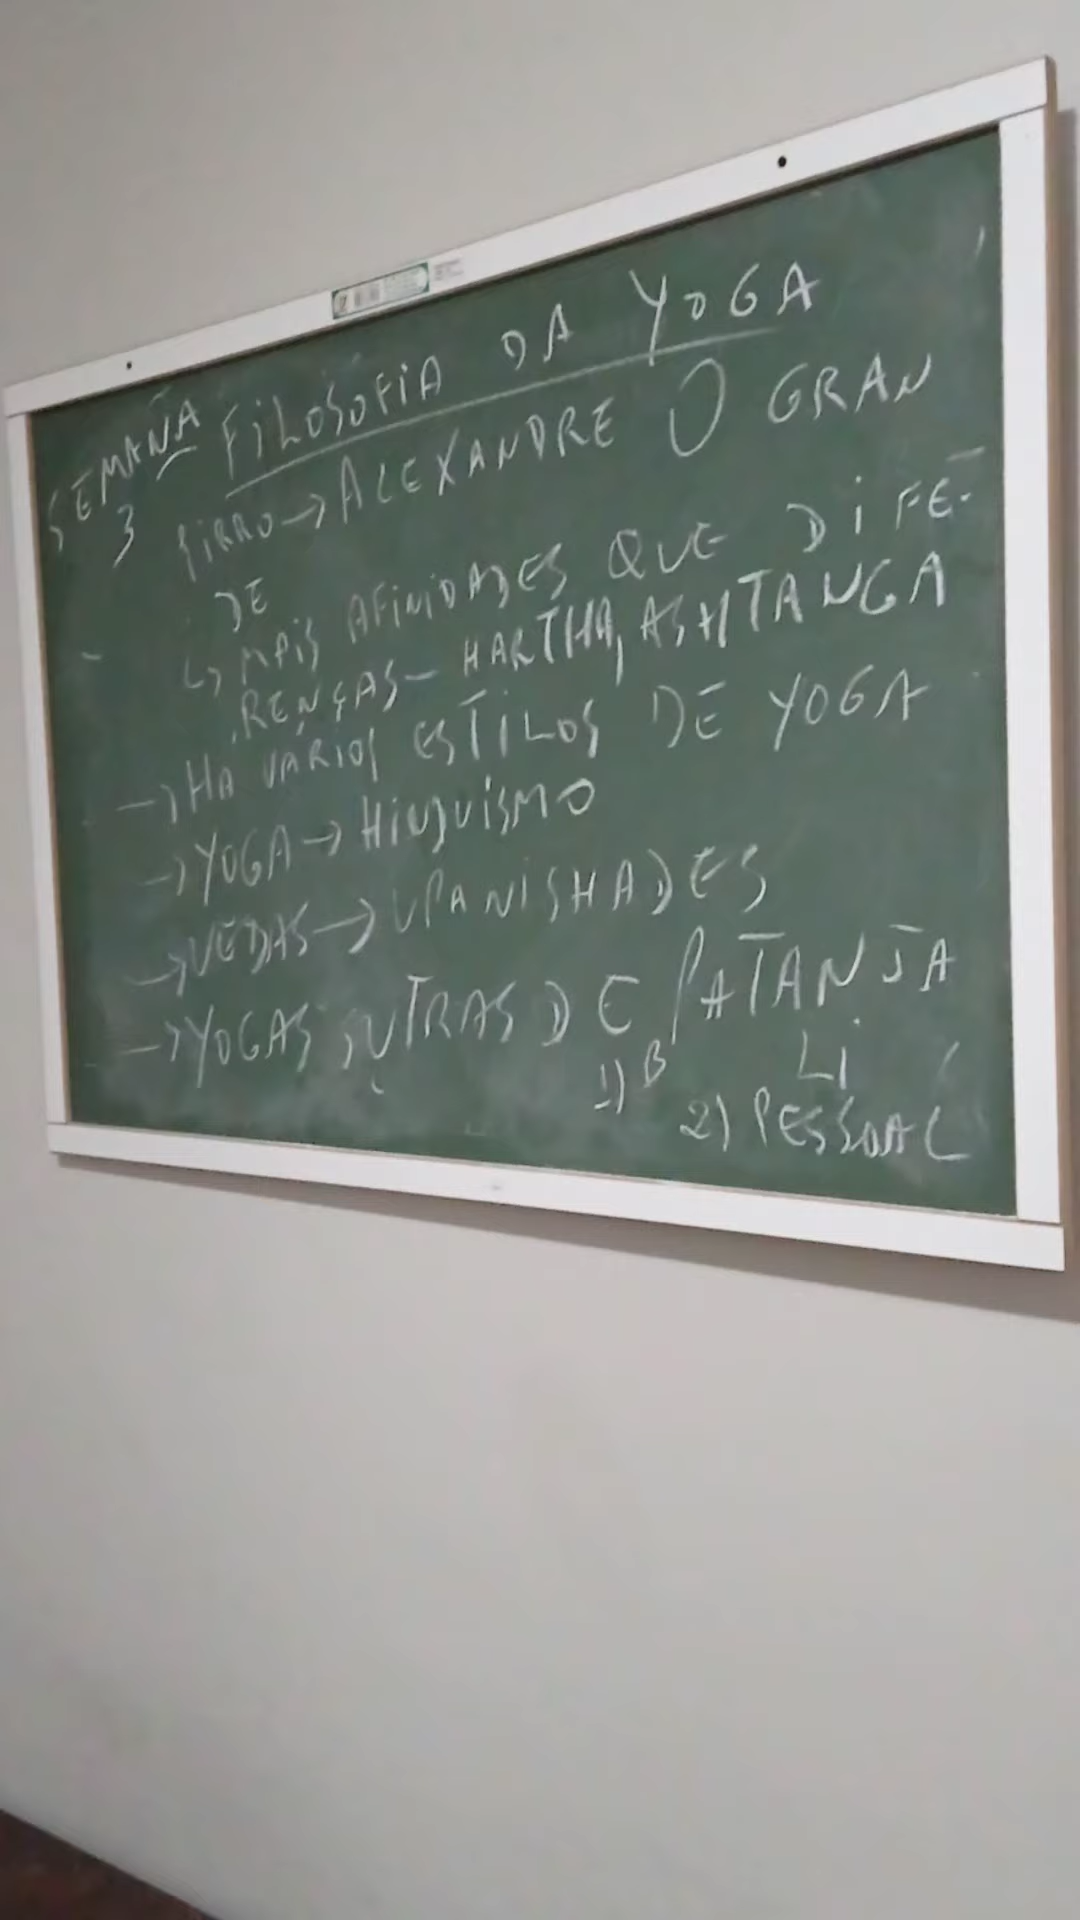 SEMANA 3
FILOSOFIA DA YOGA
PIRRO → ALEXANDRE O GRAN
DE
↳ MAIS AFINIDADES QUE DIFE-
RENÇAS - HARTHA, ASHTANGA
→ HÁ VÁRIOS ESTILOS DE YOGA
→ YOGA → HINDUÍSMO
→ VEDAS → UPANISHADES
→ YOGAS SUTRAS DE PATANJA
LI
1) B
2) PESSOAL